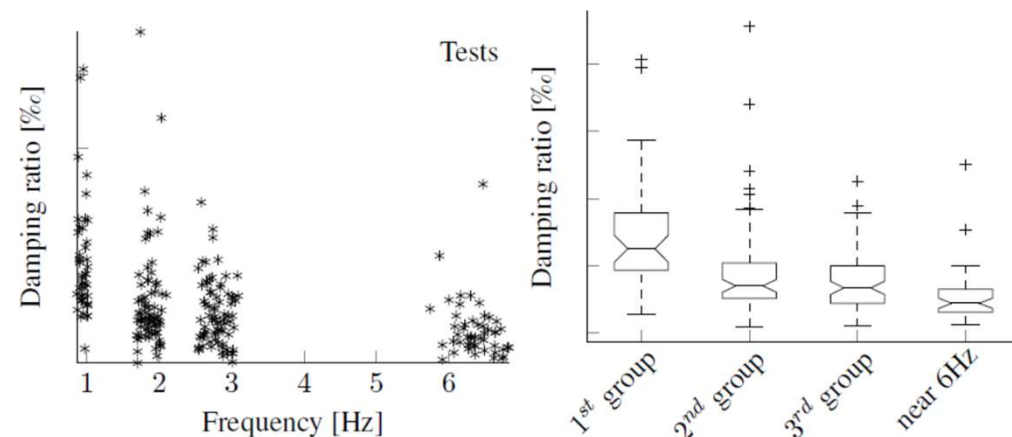 Tests
Damping ratio [‰]
1 2 3 4 5 6
Frequency [Hz]
Damping ratio [‰]
1st group
2nd group
3rd group
near 6Hz